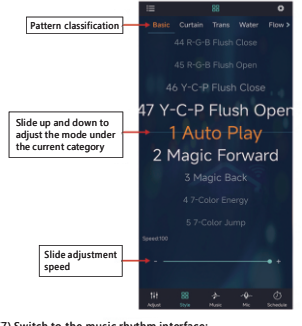 Pattern classification
Basic Curtain Trans Water Flow >
44 R-G-B Flush Close
45 R-G-B Flush Open
46 Y-C-P Flush Close
47 Y-C-P Flush Open
Slide up and down to
adjust the mode under
the current category
1 Auto Play
2 Magic Forward
3 Magic Back
4 7-Color Energy
5 7-Color Jump
Speed:100
Slide adjustment
speed
- +
Adjust Style Music Mic Schedule
7) Switch to the music rhythm interface: